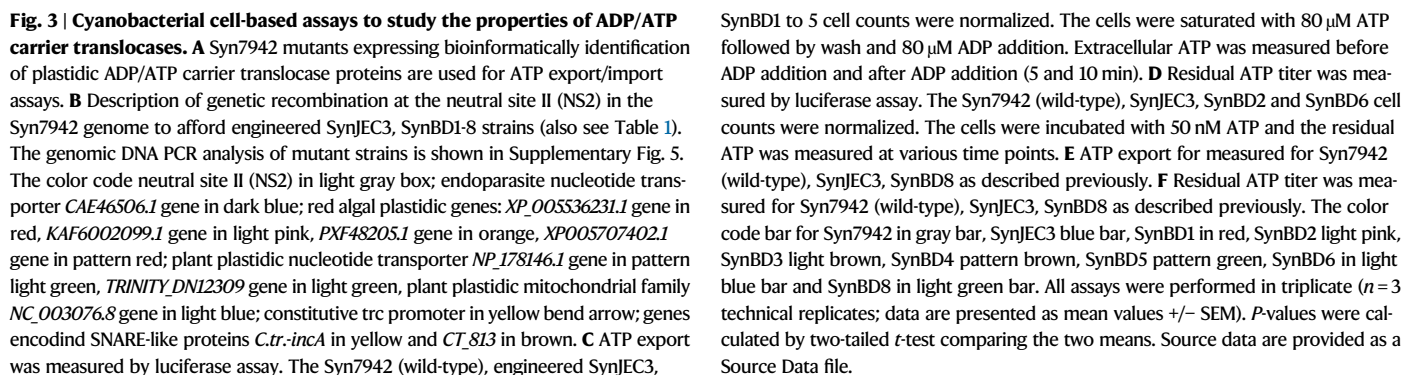 Fig. 3 | Cyanobacterial cell-based assays to study the properties of ADP/ATP
carrier translocases. A Syn7942 mutants expressing bioinformatically identification
of plastidic ADP/ATP carrier translocase proteins are used for ATP export/import
assays. B Description of genetic recombination at the neutral site II (NS2) in the
Syn7942 genome to afford engineered SynJEC3, SynBD1-8 strains (also see Table 1).
The genomic DNA PCR analysis of mutant strains is shown in Supplementary Fig. 5.
The color code neutral site II (NS2) in light gray box; endoparasite nucleotide trans-
porter CAE46506.1 gene in dark blue; red algal plastidic genes: XP_005536231.1 gene in
red, KAF6002099.1 gene in light pink, PXF48205.1 gene in orange, XP005707402.1
gene in pattern red; plant plastidic nucleotide transporter NP_178146.1 gene in pattern
light green, TRINITY_DN12309 gene in light green, plant plastidic mitochondrial family
NC_003076.8 gene in light blue; constitutive trc promoter in yellow bend arrow; genes
encodind SNARE-like proteins C.tr.-incA in yellow and CT_813 in brown. C ATP export
was measured by luciferase assay. The Syn7942 (wild-type), engineered SynJEC3,
SynBD1 to 5 cell counts were normalized. The cells were saturated with 80 μM ATP
followed by wash and 80 μM ADP addition. Extracellular ATP was measured before
ADP addition and after ADP addition (5 and 10 min). D Residual ATP titer was mea-
sured by luciferase assay. The Syn7942 (wild-type), SynJEC3, SynBD2 and SynBD6 cell
counts were normalized. The cells were incubated with 50 nM ATP and the residual
ATP was measured at various time points. E ATP export for measured for Syn7942
(wild-type), SynJEC3, SynBD8 as described previously. F Residual ATP titer was mea-
sured for Syn7942 (wild-type), SynJEC3, SynBD8 as described previously. The color
code bar for Syn7942 in gray bar, SynJEC3 blue bar, SynBD1 in red, SynBD2 light pink,
SynBD3 light brown, SynBD4 pattern brown, SynBD5 pattern green, SynBD6 in light
blue bar and SynBD8 in light green bar. All assays were performed in triplicate (n = 3
technical replicates; data are presented as mean values +/− SEM). P-values were cal-
culated by two-tailed t-test comparing the two means. Source data are provided as a
Source Data file.